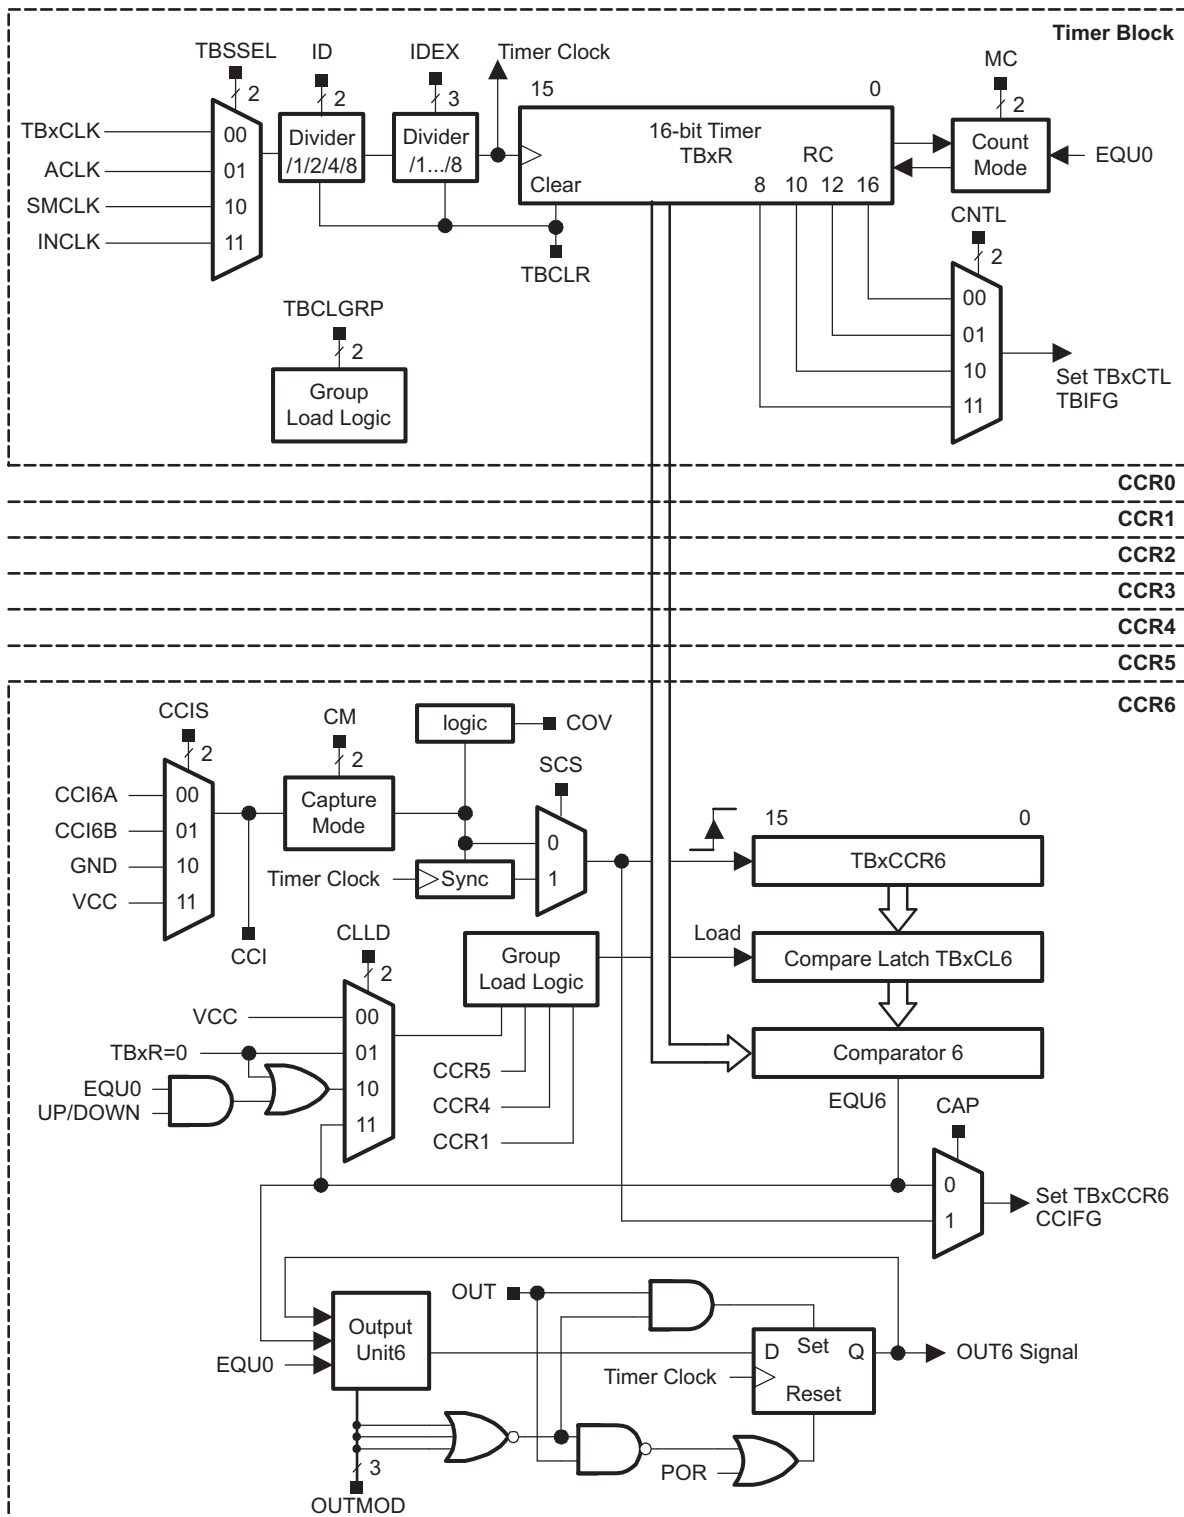 Timer Block
TBSSEL
ID
IDEX
Timer Clock
MC
2
2
3
15
0
2
TBxCLK
ACLK
SMCLK
INCLK
00
01
10
11
Divider
/1/2/4/8
Divider
/1.../8
16-bit Timer
TBxR
RC
Clear
8
10
12
16
Count
Mode
EQU0
TBCLR
CNTL
2
00
01
10
11
Set TBxCTL
TBIFG
TBCLGRP
2
Group
Load Logic
CCR0
CCR1
CCR2
CCR3
CCR4
CCR5
CCR6
CCIS
2
CM
2
logic
COV
SCS
CCI6A
CCI6B
GND
VCC
00
01
10
11
Capture
Mode
0
1
Timer Clock
Sync
CCI
15
0
TBxCCR6
Load
Compare Latch TBxCL6
Comparator 6
EQU6
CLLD
2
VCC
TBxR=0
EQU0
UP/DOWN
00
01
10
11
Group
Load Logic
CCR5
CCR4
CCR1
CAP
0
1
Set TBxCCR6
CCIFG
OUT
Output
Unit6
EQU0
D
Set
Q
Timer Clock
Reset
OUT6 Signal
POR
3
OUTMOD